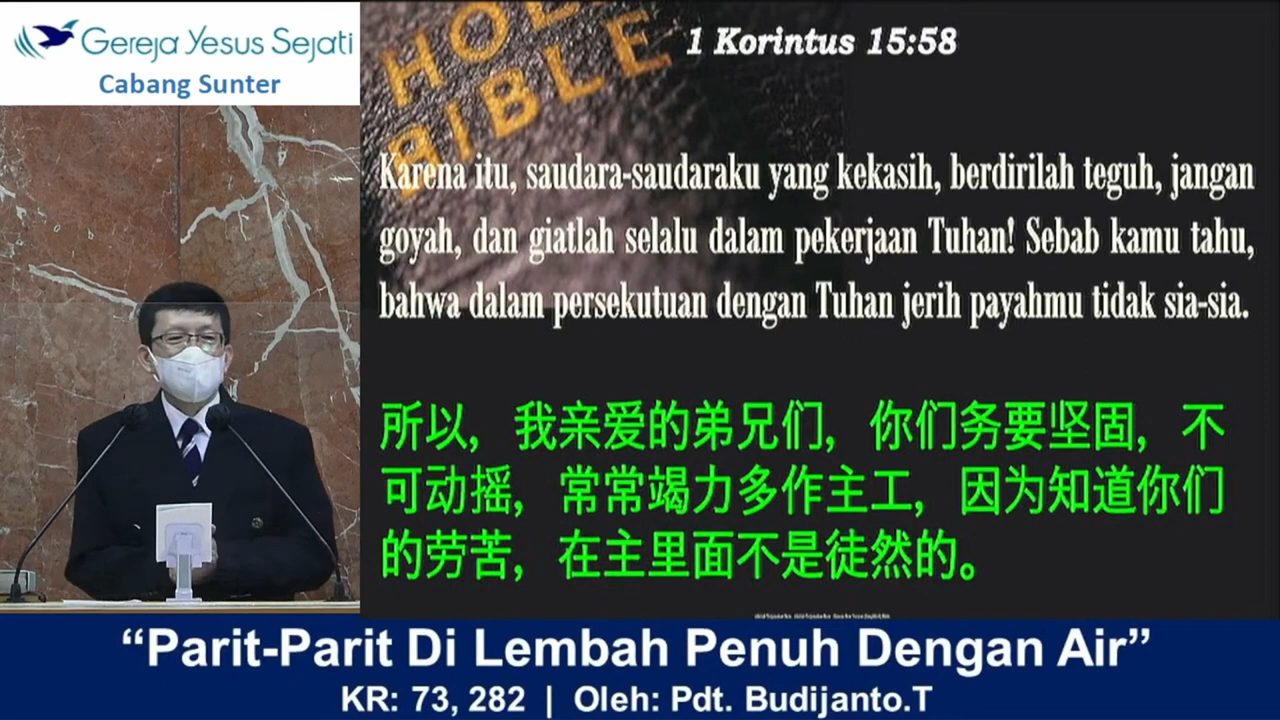 Gereja Yesus Sejati
Cabang Sunter
HOLY
BIBLE
1 Korintus 15:58
Karena itu, saudara-saudaraku yang kekasih, berdirilah teguh, jangan
goyah, dan giatlah selalu dalam pekerjaan Tuhan! Sebab kamu tahu,
bahwa dalam persekutuan dengan Tuhan jerih payahmu tidak sia-sia.
所以，我亲爱的弟兄们，你们务要坚固，不
可动摇，常常竭力多作主工，因为知道你们
的劳苦，在主里面不是徒然的。
“Parit-Parit Di Lembah Penuh Dengan Air”
KR: 73, 282 | Oleh: Pdt. Budijanto.T